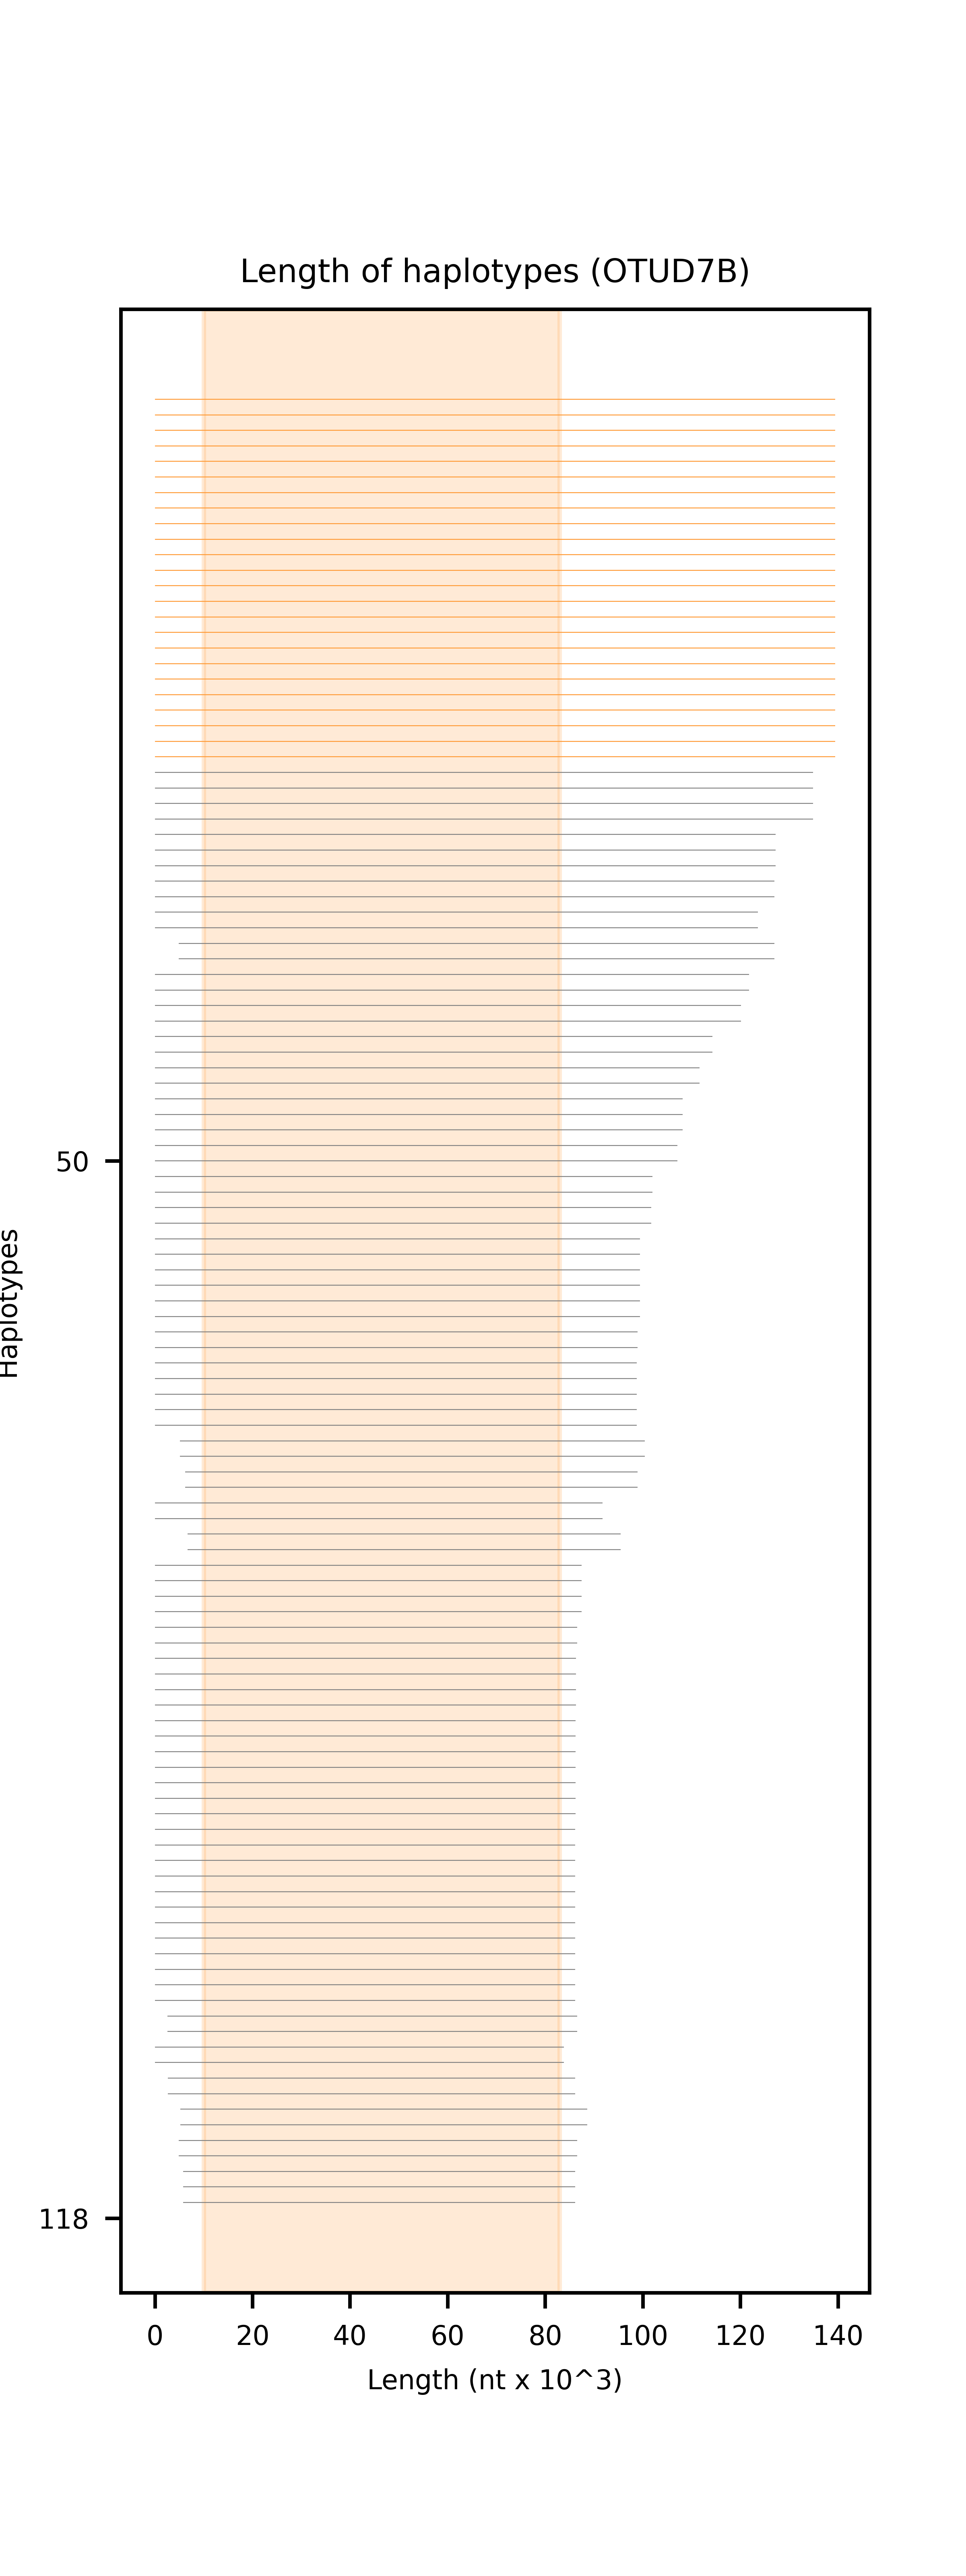 Length of haplotypes (OTUD7B)
50
Haplotypes
118
0 20 40 60 80 100 120 140
Length (nt x 10^3)